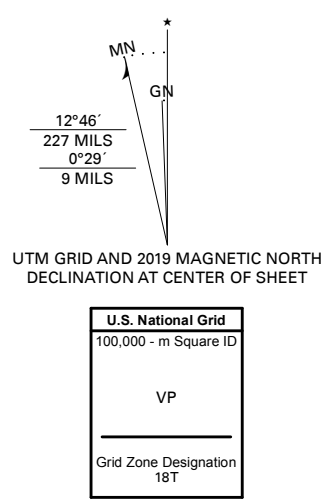 ★
MN
GN
12°46´
227 MILS
0°29´
9 MILS
UTM GRID AND 2019 MAGNETIC NORTH
DECLINATION AT CENTER OF SHEET
U.S. National Grid
100,000 - m Square ID
VP
Grid Zone Designation
18T